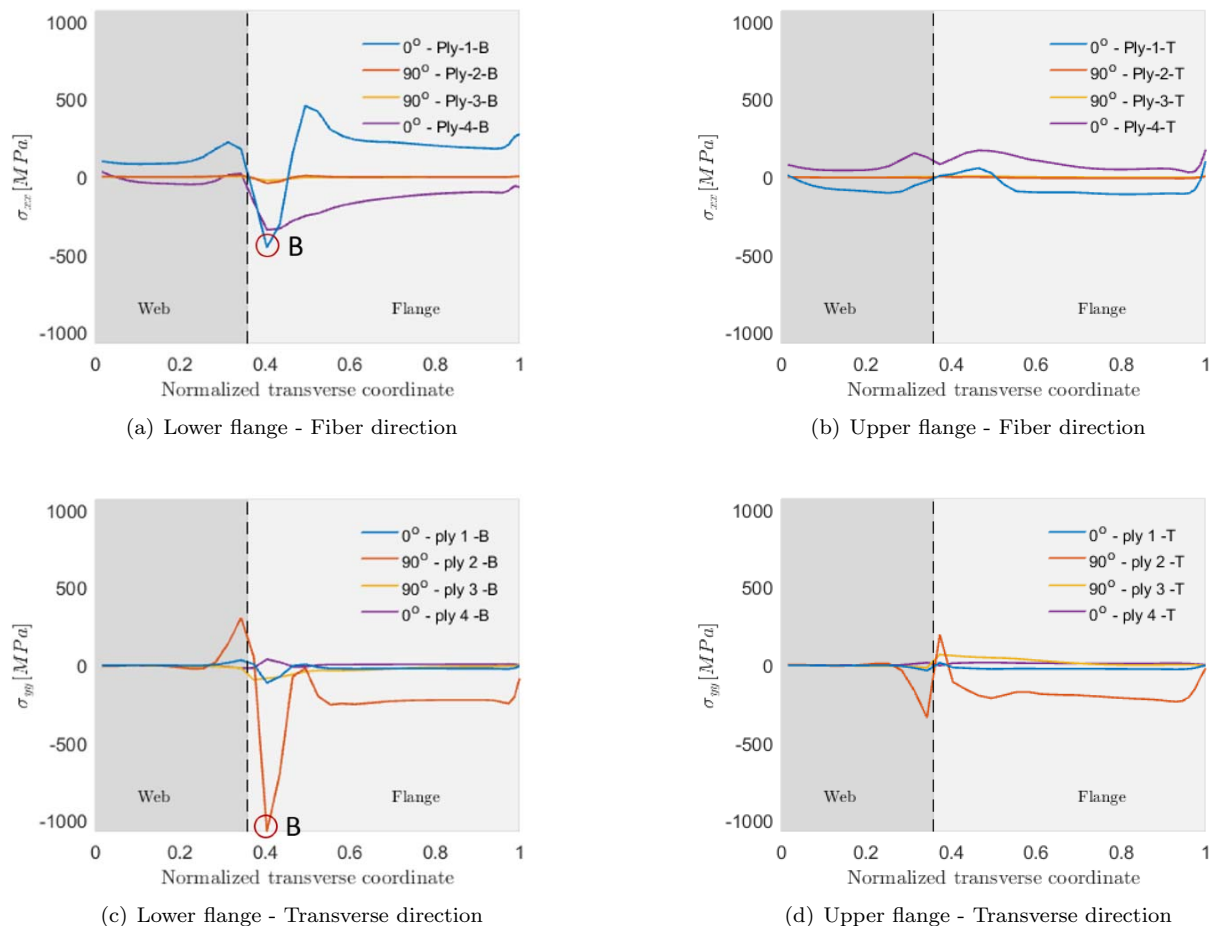 1000
500
0
-500
-1000
σxx[MPa]
0° - Ply-1-B
90° - Ply-2-B
90° - Ply-3-B
0° - Ply-4-B
B
Web
Flange
0 0.2 0.4 0.6 0.8 1
Normalized transverse coordinate
(a) Lower flange - Fiber direction
1000
500
0
-500
-1000
σxx[MPa]
0° - Ply-1-T
90° - Ply-2-T
90° - Ply-3-T
0° - Ply-4-T
Web
Flange
0 0.2 0.4 0.6 0.8 1
Normalized transverse coordinate
(b) Upper flange - Fiber direction
1000
500
0
-500
-1000
σyy[MPa]
0° - ply 1 -B
90° - ply 2 -B
90° - ply 3 -B
0° - ply 4 -B
Web
Flange
B
0 0.2 0.4 0.6 0.8 1
Normalized transverse coordinate
(c) Lower flange - Transverse direction
1000
500
0
-500
-1000
σyy[MPa]
0° - ply 1 -T
90° - ply 2 -T
90° - ply 3 -T
0° - ply 4 -T
Web
Flange
0 0.2 0.4 0.6 0.8 1
Normalized transverse coordinate
(d) Upper flange - Transverse direction